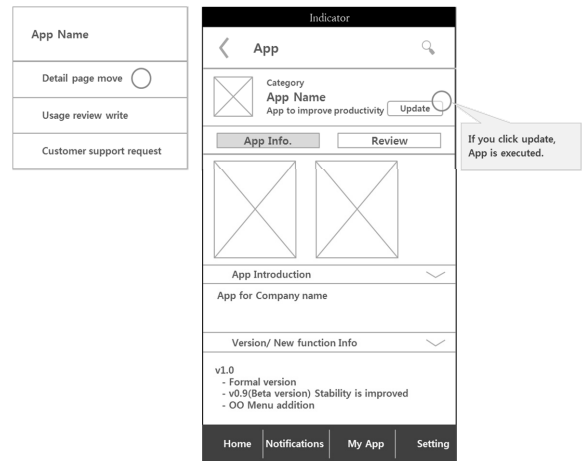 App Name
Detail page move
Usage review write
Customer support request
Indicator
App
Category
App Name
App to improve productivity
Update
App Info.
Review
App Introduction
App for Company name
Version/ New function Info
v1.0
- Formal version
- v0.9(Beta version) Stability is improved
- OO Menu addition
Home
Notifications
My App
Setting
If you click update,
App is executed.